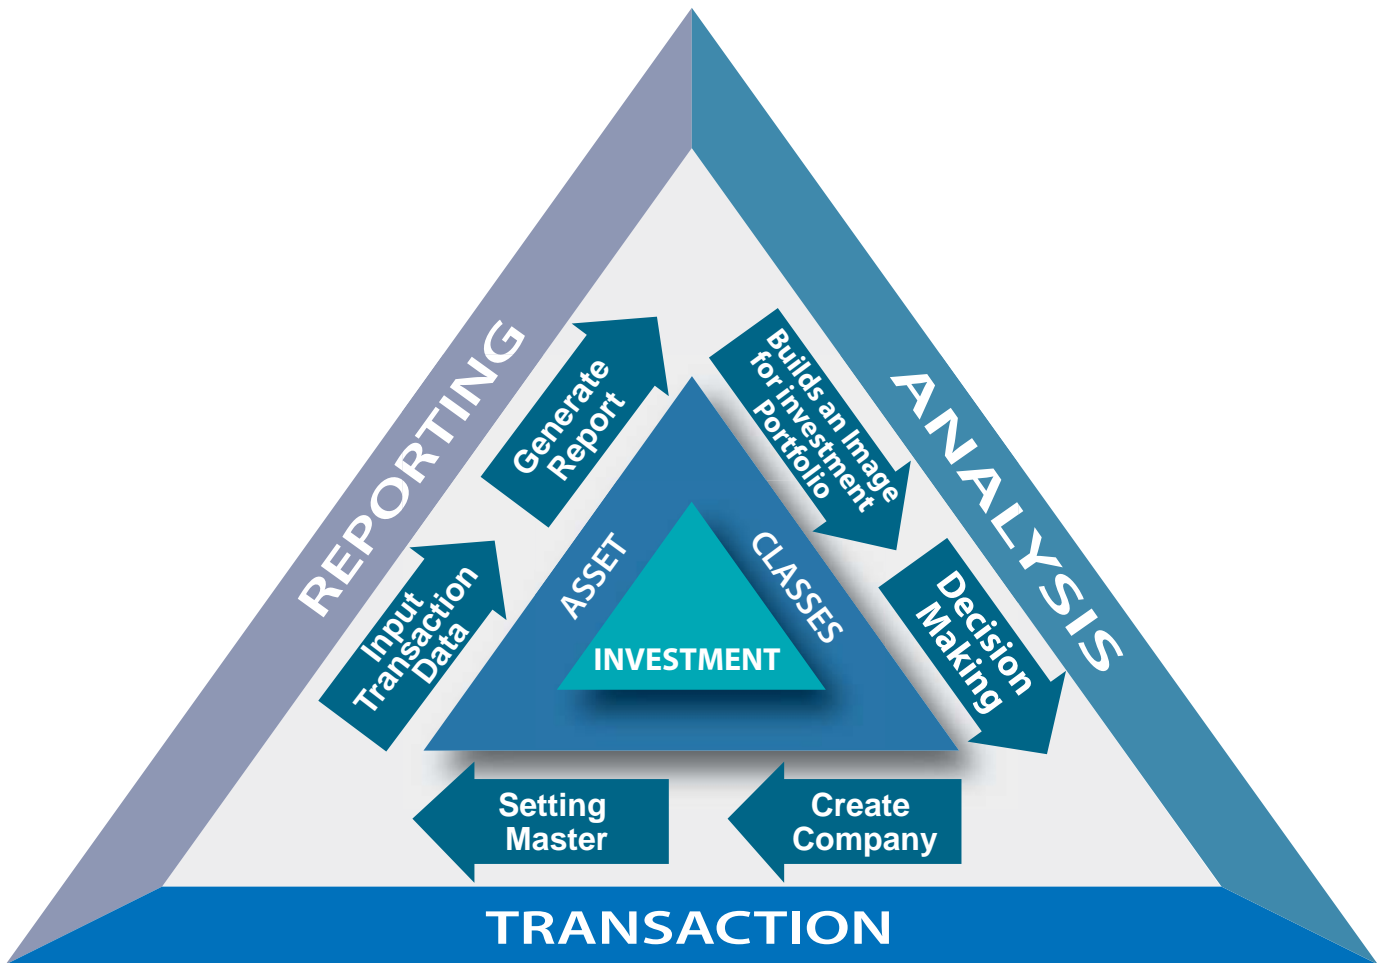 REPORTING
ANALYSIS
Generate
Report
Builds an Image
for investment
Portfolio
Input
Transaction
Data
Decision
Making
ASSET
CLASSES
INVESTMENT
Setting
Master
Create
Company
TRANSACTION